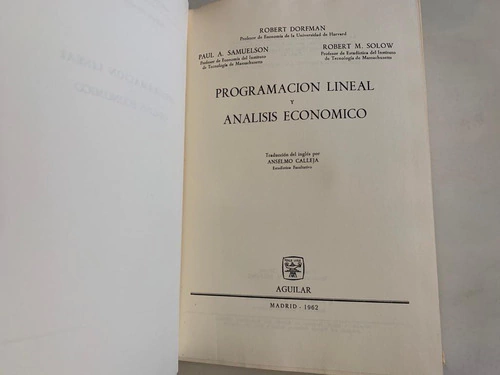 ROBERT DORFMAN
Profesor de Economía de la Universidad de Harvard
PAUL A. SAMUELSON
Profesor de Economía del Instituto
de Tecnología de Massachusetts
ROBERT M. SOLOW
Profesor de Estadística del Instituto
de Tecnología de Massachusetts
PROGRAMACION LINEAL
Y
ANALISIS ECONOMICO
Traducción del inglés por
ANSELMO CALLEJA
Estadístico Facultativo
AGUILAR
MADRID - 1962